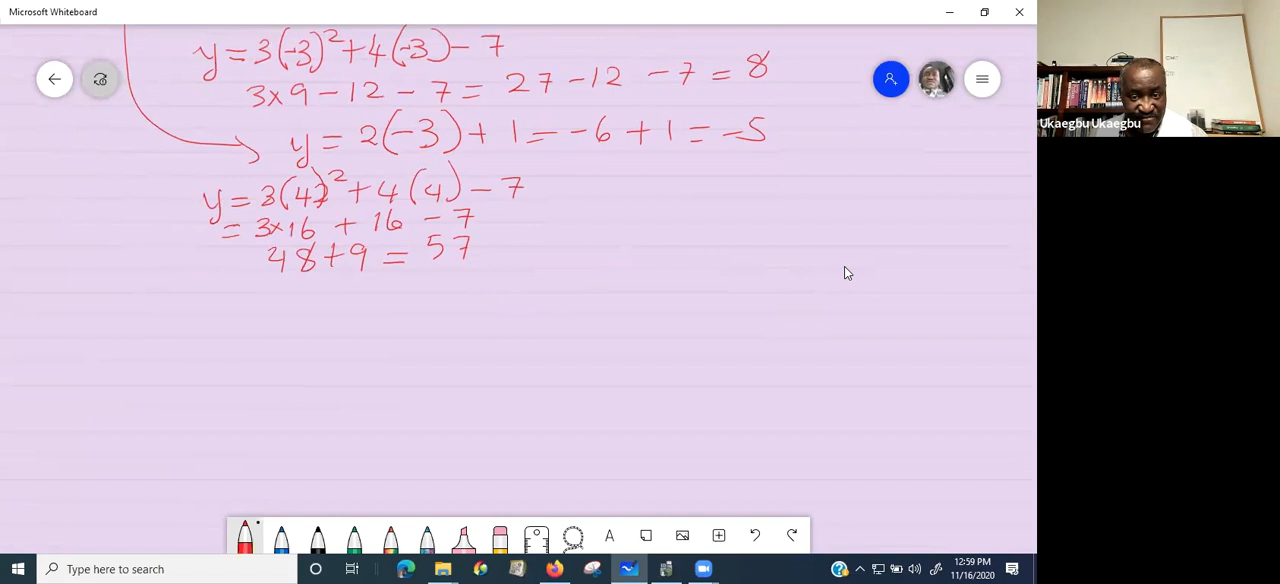 Microsoft Whiteboard
y = 3(-3)² + 4(-3) - 7
3x9 - 12 - 7 = 27 - 12 - 7 = 8
y = 2(-3) + 1 = -6 + 1 = -5
y = 3(4)² + 4(4) - 7
= 3x16 + 16 - 7
48 + 9 = 57
Ukaegbu Ukaegbu
A
Type here to search
12:59 PM
11/16/2020